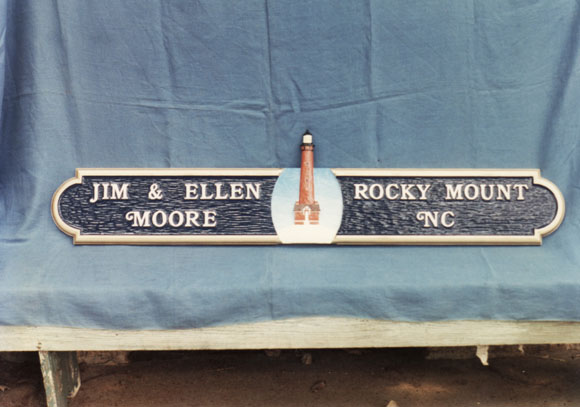 JIM & ELLEN
MOORE
ROCKY MOUNT
NC